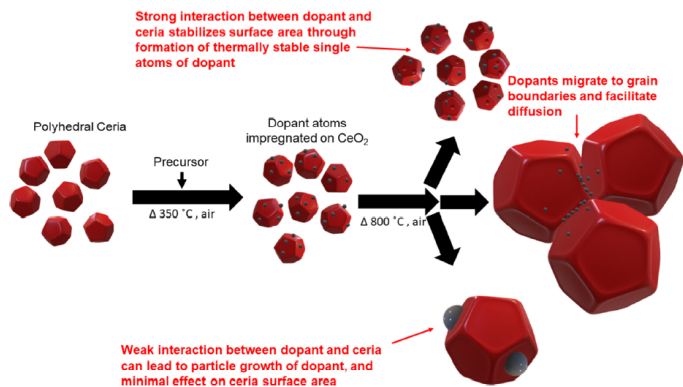 Strong interaction between dopant and
ceria stabilizes surface area through
formation of thermally stable single
atoms of dopant
Dopants migrate to grain
boundaries and facilitate
diffusion
Polyhedral Ceria
Precursor
Δ 350 ˚C , air
Dopant atoms
impregnated on CeO₂
Δ 800 ˚C , air
Weak interaction between dopant and ceria
can lead to particle growth of dopant, and
minimal effect on ceria surface area